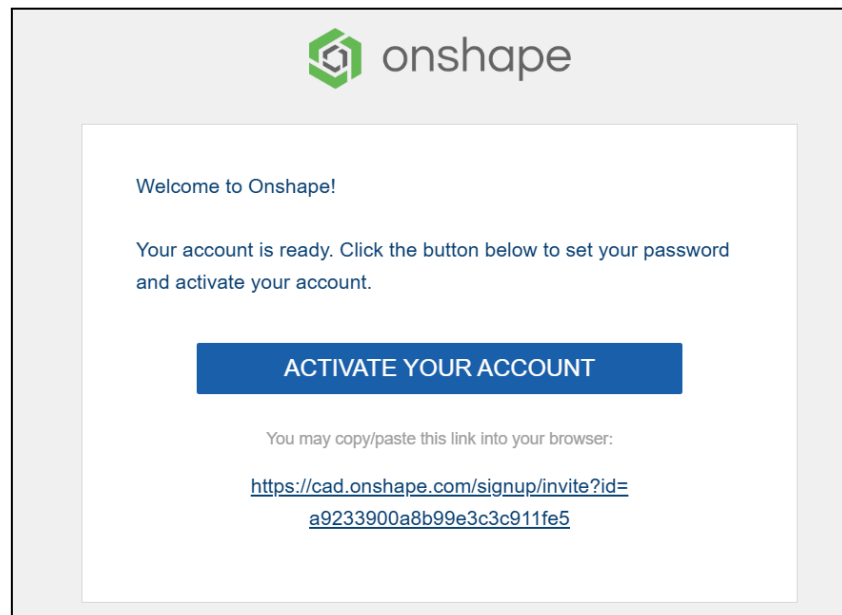 onshape
Welcome to Onshape!
Your account is ready. Click the button below to set your password
and activate your account.
ACTIVATE YOUR ACCOUNT
You may copy/paste this link into your browser:
https://cad.onshape.com/signup/invite?id=
a9233900a8b99e3c3c911fe5